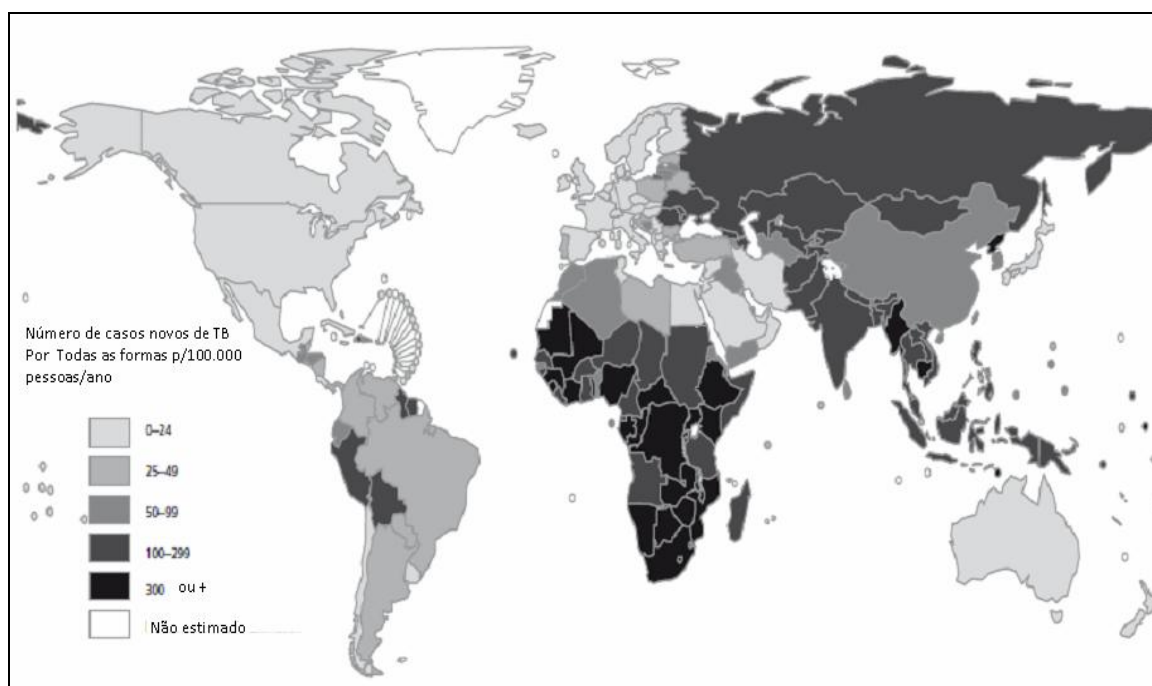 Número de casos novos de TB
Por Todas as formas p/100.000
pessoas/ano
0–24
25–49
50–99
100–299
300 ou +
Não estimado